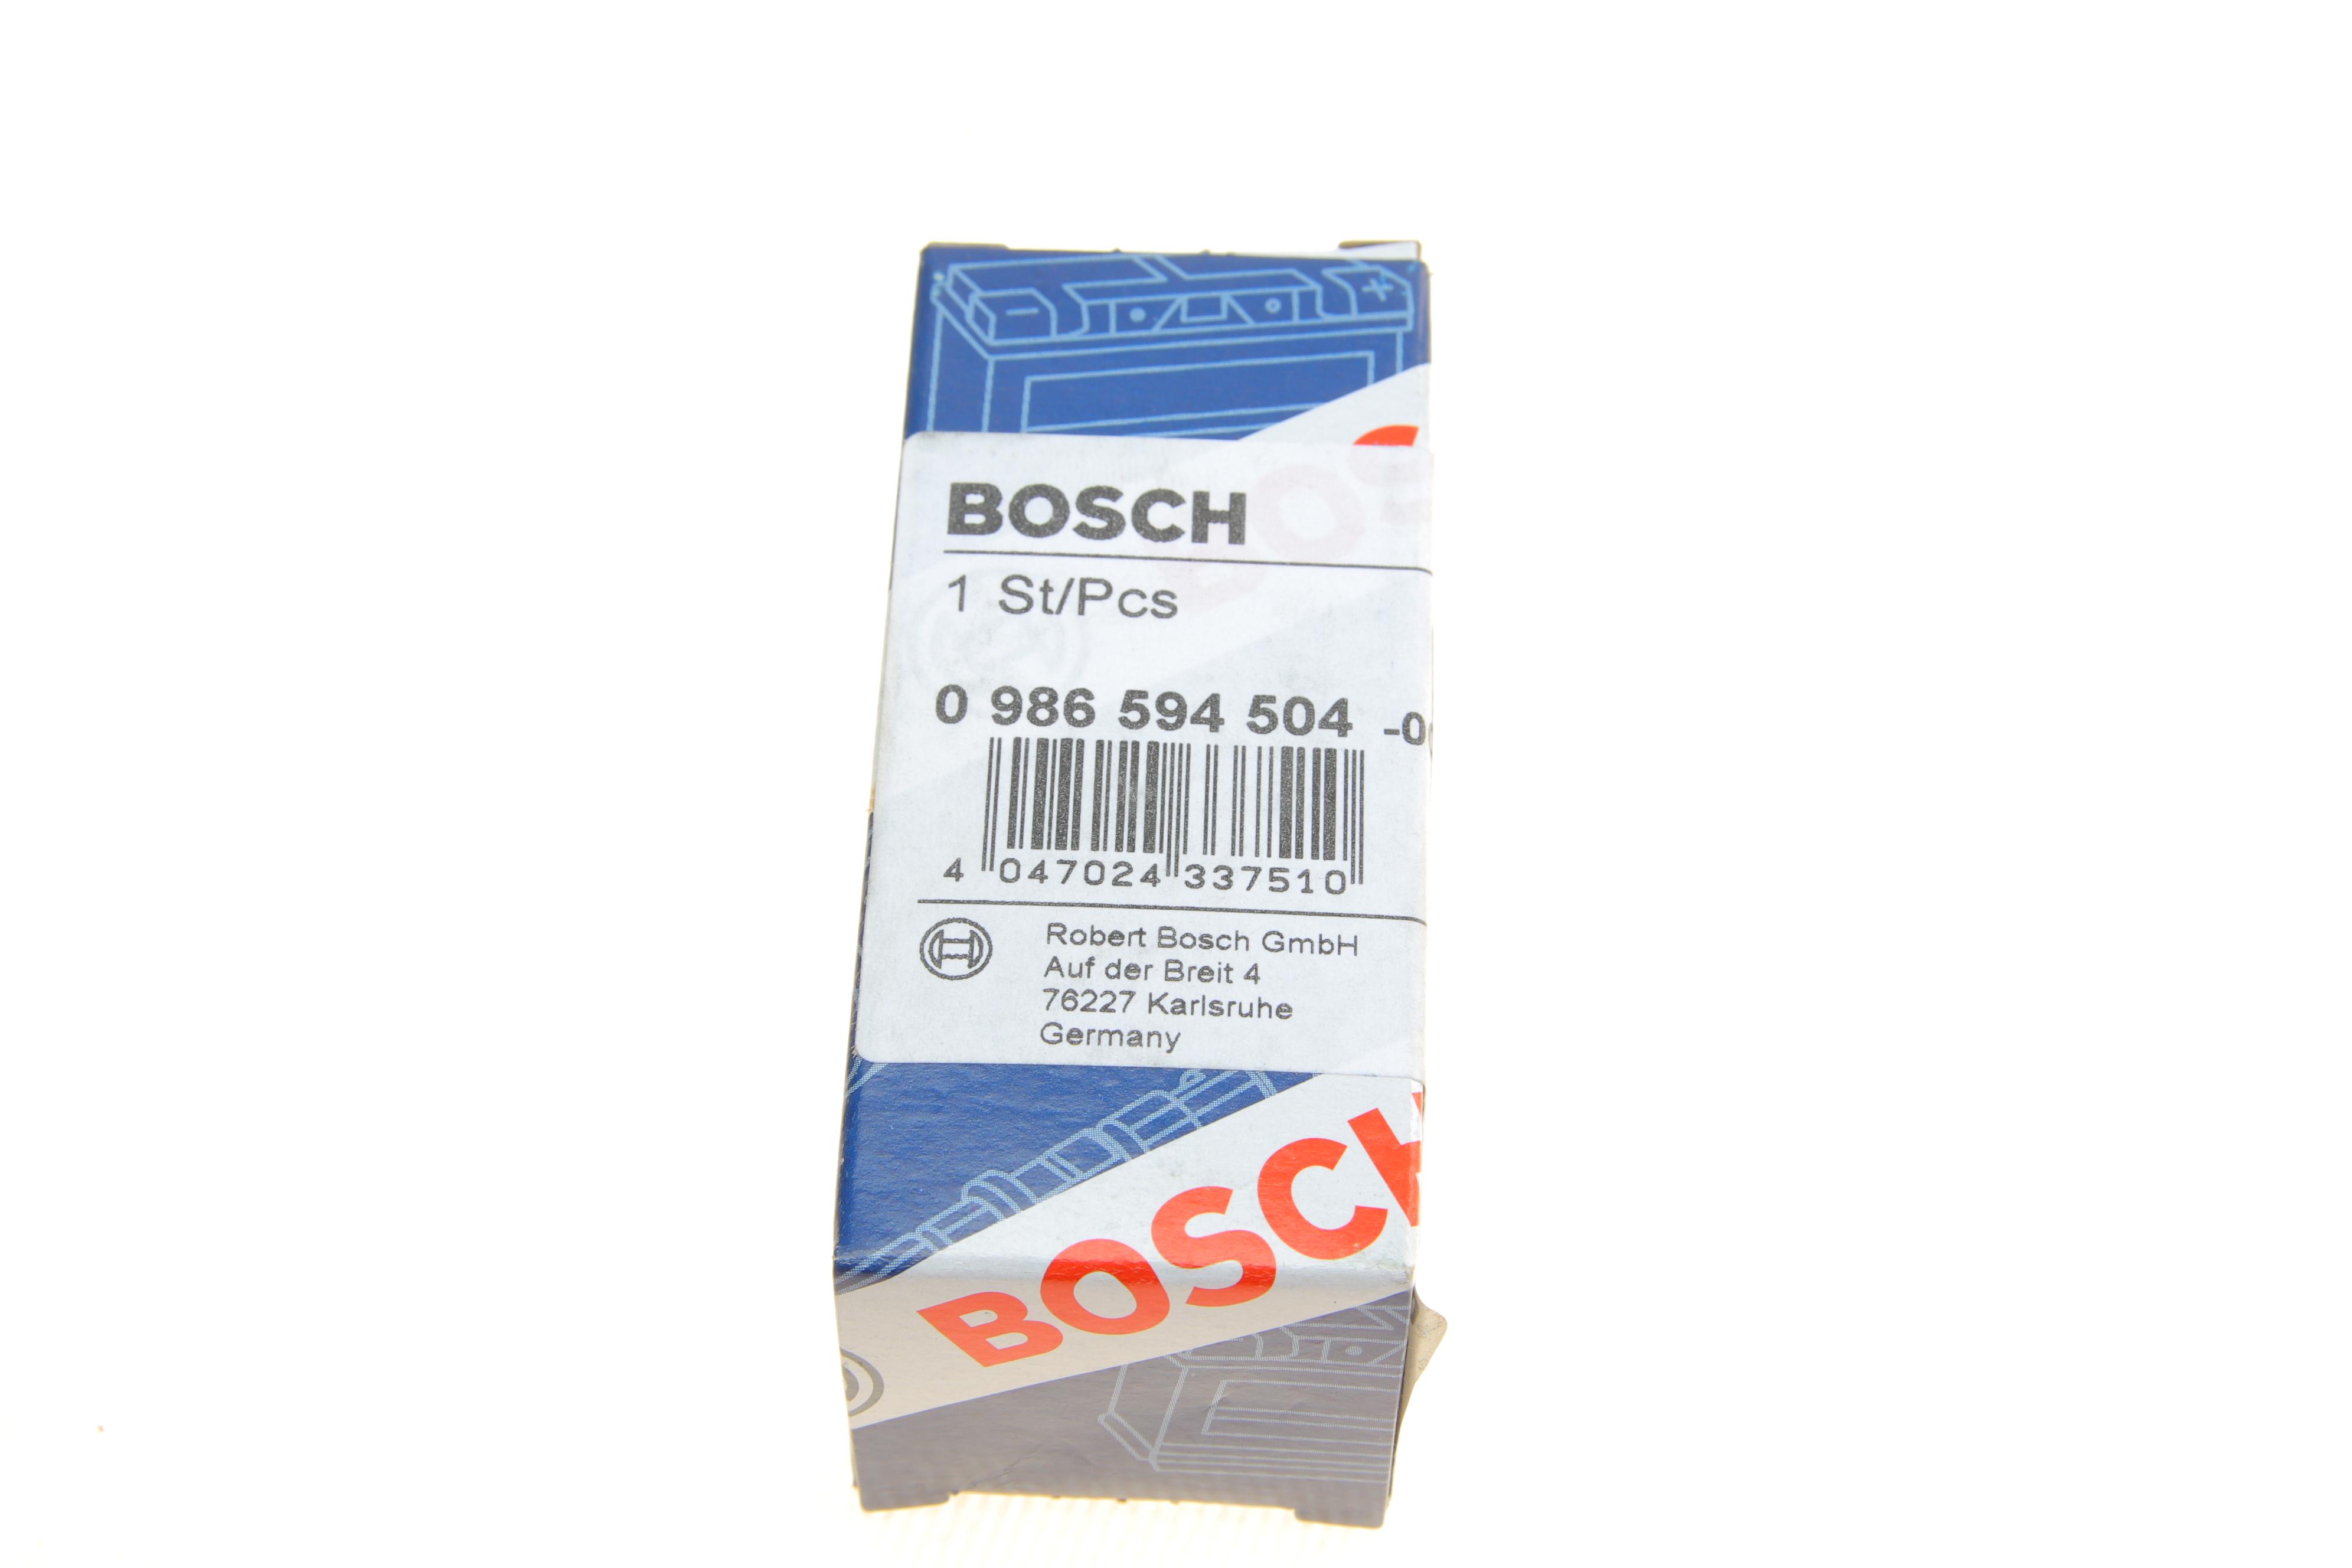 BOSCH
1 St/Pcs
0 986 594 504 -0
4 047024 337510
Robert Bosch GmbH
Auf der Breit 4
76227 Karlsruhe
Germany
BOSCH